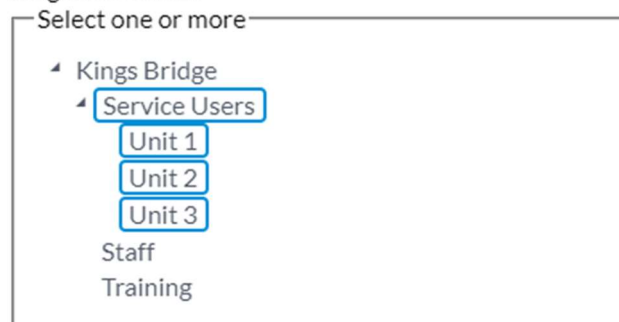 Select one or more
Kings Bridge
Service Users
Unit 1
Unit 2
Unit 3
Staff
Training